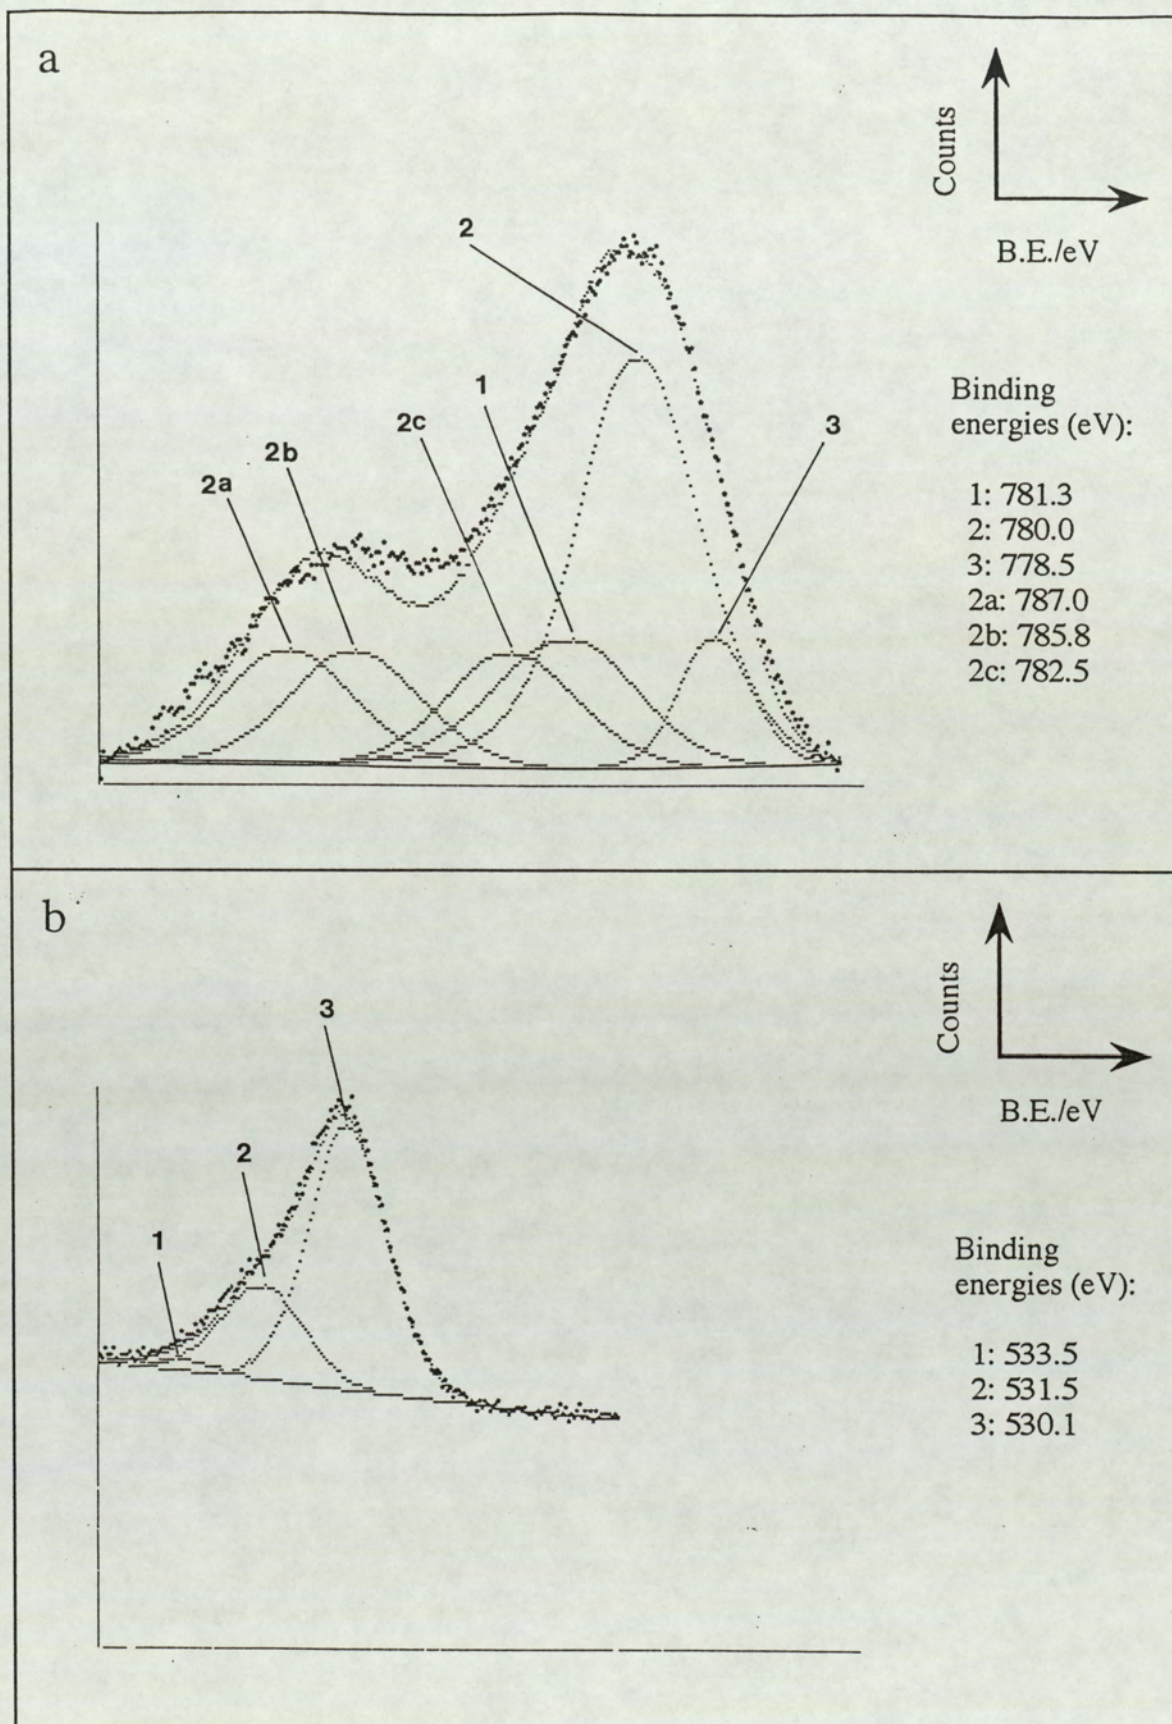 a
Counts
B.E./eV
2
1
2c
3
2b
2a
Binding
energies (eV):
1: 781.3
2: 780.0
3: 778.5
2a: 787.0
2b: 785.8
2c: 782.5
b
Counts
B.E./eV
3
2
1
Binding
energies (eV):
1: 533.5
2: 531.5
3: 530.1